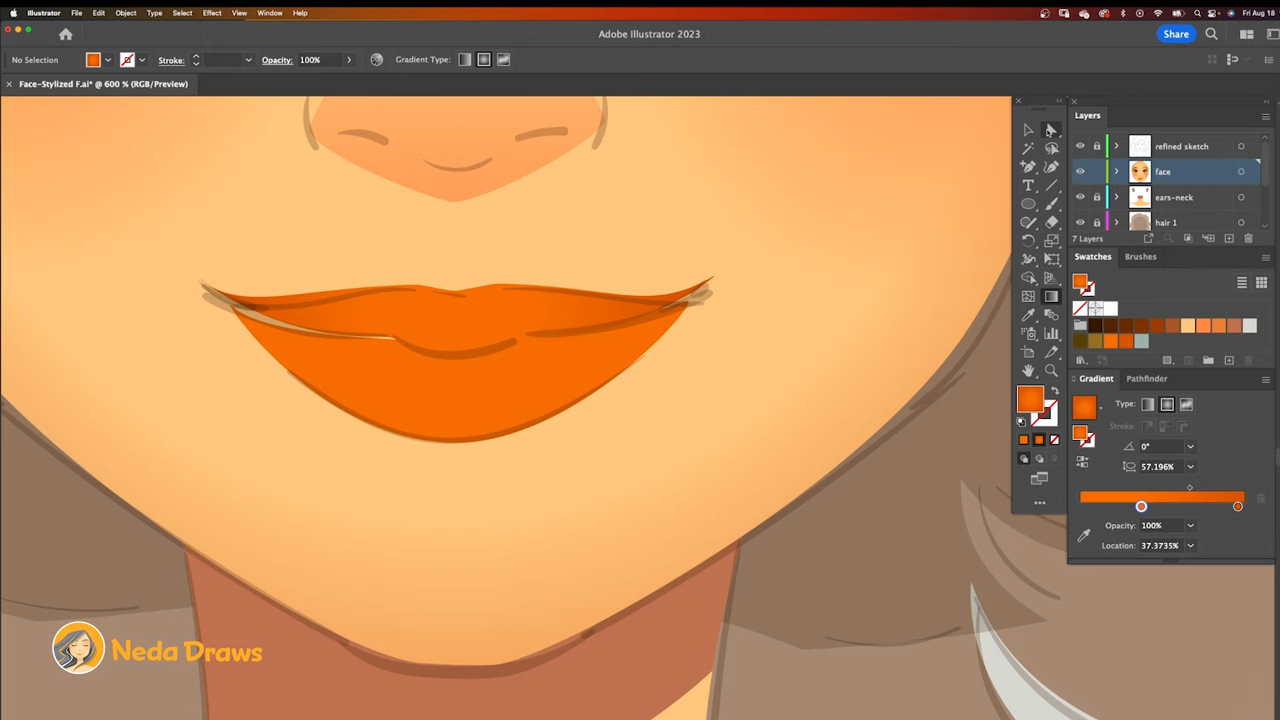 Illustrator File Edit Object Type Select Effect View Window Help Fri Aug 18
Adobe Illustrator 2023
Share
No Selection Stroke: Opacity: 100% Gradient Type:
Face-Stylized F.ai* @ 600 % (RGB/Preview)
Layers
refined sketch
face
ears-neck
hair 1
7 Layers
Swatches Brushes
Gradient Pathfinder
Type:
Stroke:
0°
57.196%
Opacity: 100%
Location: 37.3735%
Neda Draws